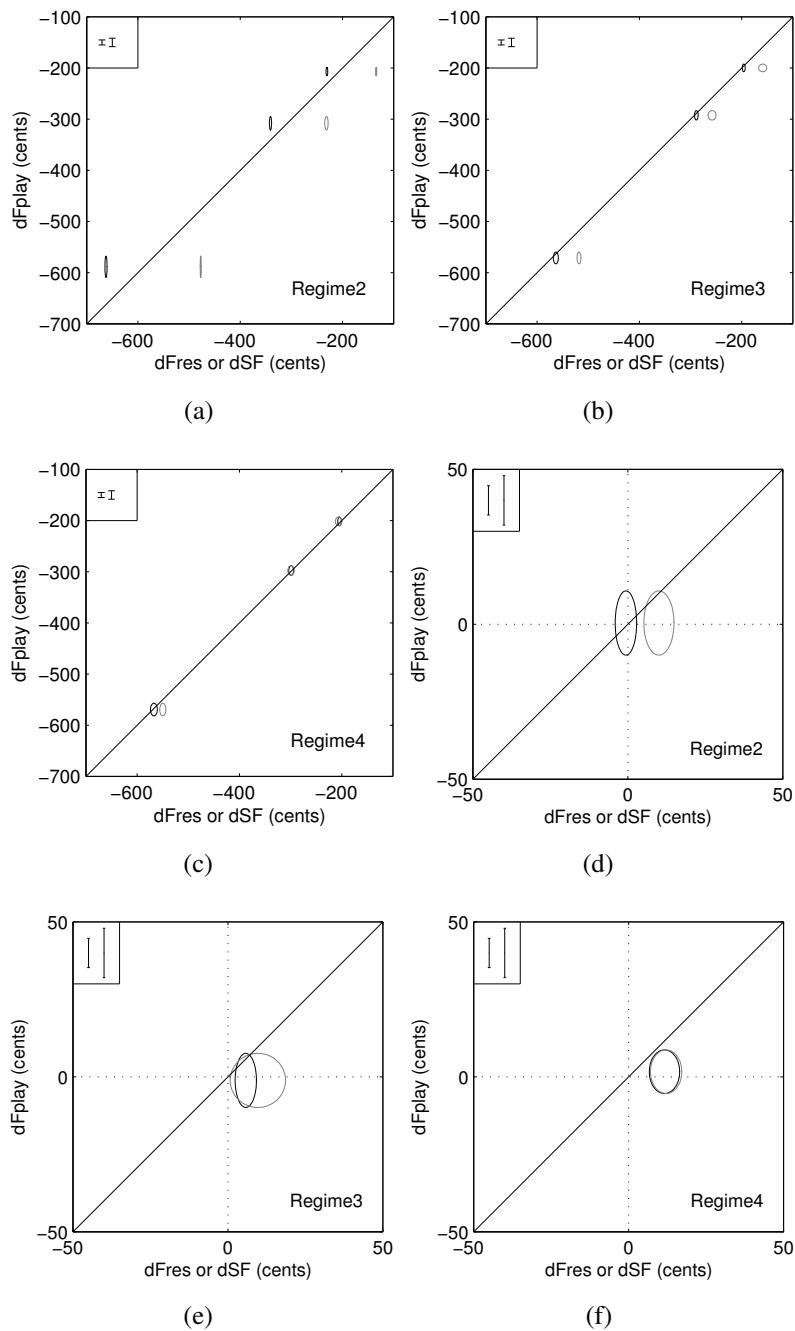 −100
−200
−300
−400
−500
−600
−700
dFplay (cents)
−600 −400 −200
dFres or dSF (cents)
Regime2
(a)
−100
−200
−300
−400
−500
−600
−700
dFplay (cents)
−600 −400 −200
dFres or dSF (cents)
Regime3
(b)
−100
−200
−300
−400
−500
−600
−700
dFplay (cents)
−600 −400 −200
dFres or dSF (cents)
Regime4
(c)
50
0
−50
dFplay (cents)
−50 0 50
dFres or dSF (cents)
Regime2
(d)
50
0
−50
dFplay (cents)
−50 0 50
dFres or dSF (cents)
Regime3
(e)
50
0
−50
dFplay (cents)
−50 0 50
dFres or dSF (cents)
Regime4
(f)